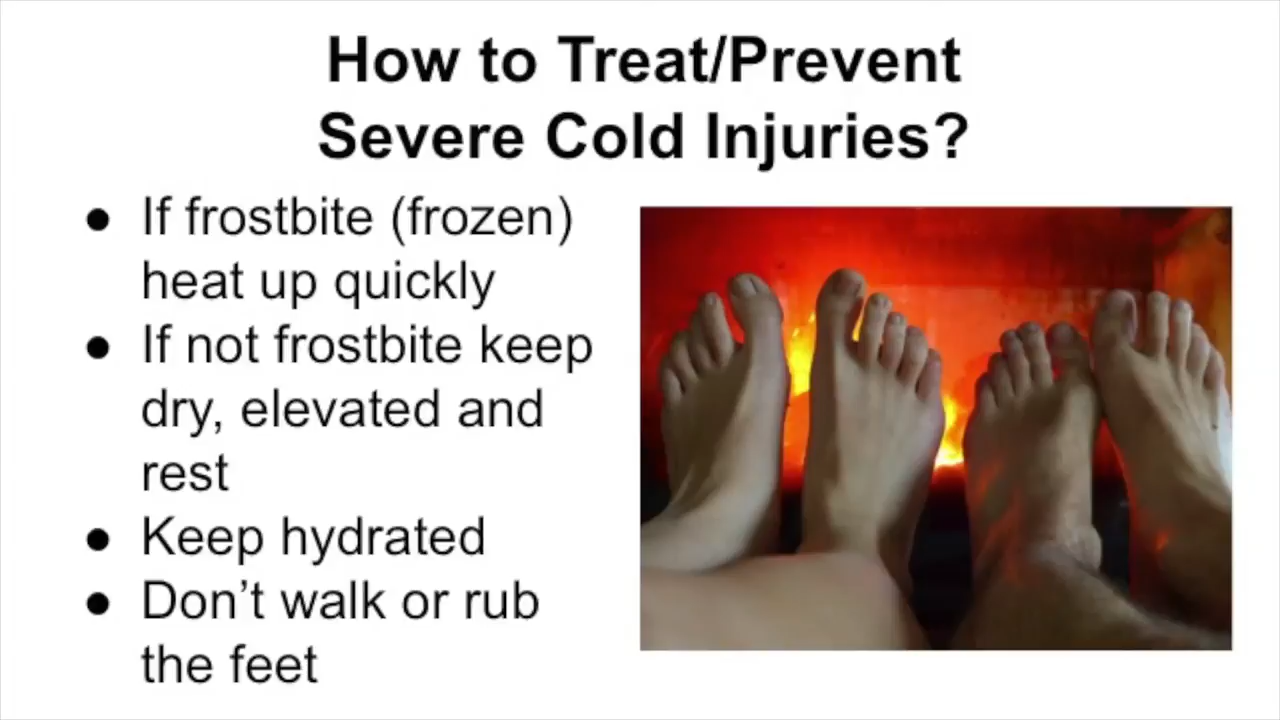 How to Treat/Prevent
Severe Cold Injuries?
● If frostbite (frozen)
heat up quickly
● If not frostbite keep
dry, elevated and
rest
● Keep hydrated
● Don’t walk or rub
the feet